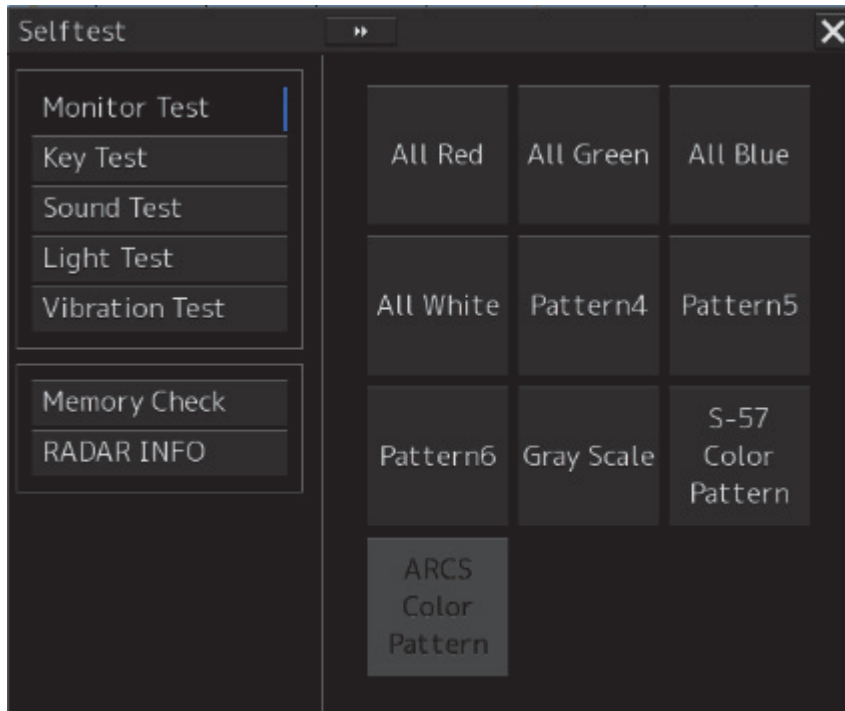 Selftest
Monitor Test
Key Test
Sound Test
Light Test
Vibration Test
Memory Check
RADAR INFO
All Red
All Green
All Blue
All White
Pattern4
Pattern5
Pattern6
Gray Scale
S-57
Color
Pattern
ARCS
Color
Pattern